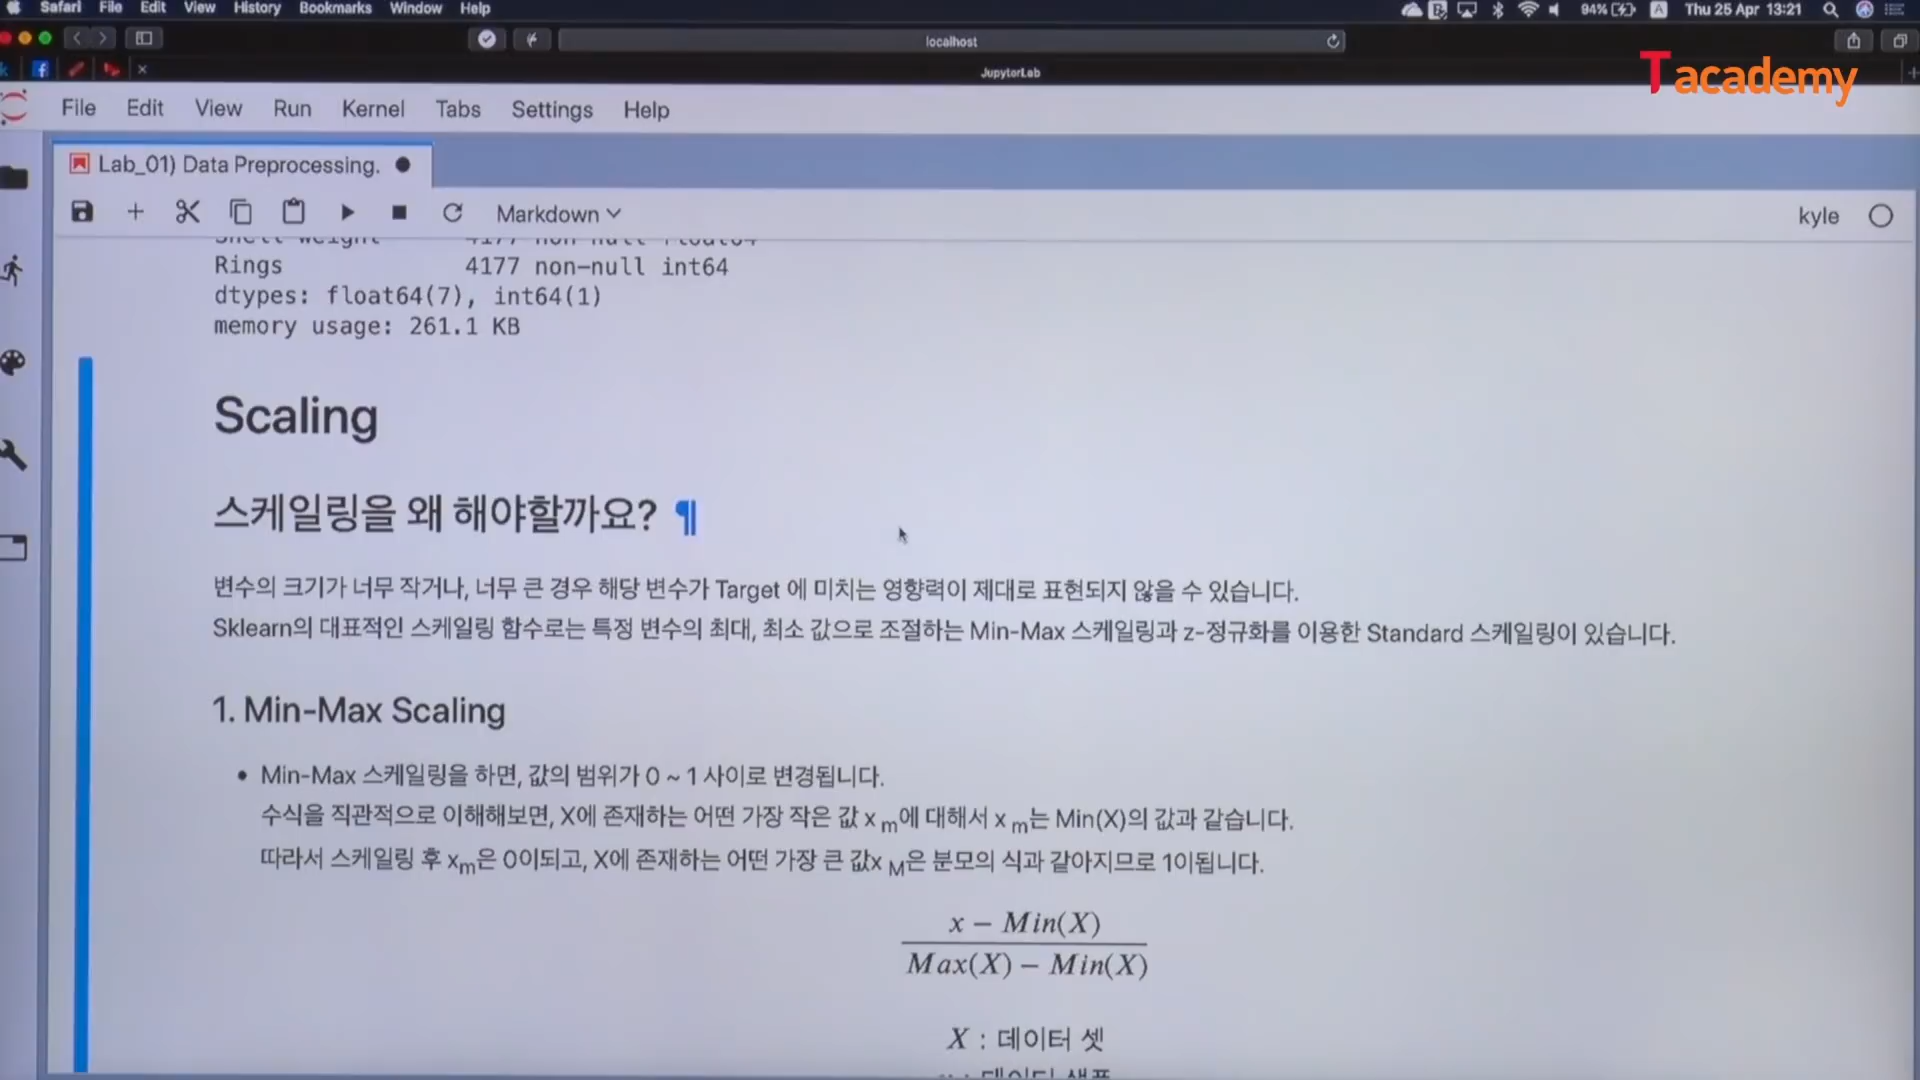 Safari File Edit View History Bookmarks Window Help 94% A Thu 25 Apr 13:21
localhost
JupyterLab
T academy
File Edit View Run Kernel Tabs Settings Help
Lab_01) Data Preprocessing.
Markdown kyle
Shell weight 4177 non-null float64
Rings 4177 non-null int64
dtypes: float64(7), int64(1)
memory usage: 261.1 KB
Scaling
스케일링을 왜 해야할까요? ¶
변수의 크기가 너무 작거나, 너무 큰 경우 해당 변수가 Target 에 미치는 영향력이 제대로 표현되지 않을 수 있습니다.
Sklearn의 대표적인 스케일링 함수로는 특정 변수의 최대, 최소 값으로 조절하는 Min-Max 스케일링과 z-정규화를 이용한 Standard 스케일링이 있습니다.
1. Min-Max Scaling
• Min-Max 스케일링을 하면, 값의 범위가 0 ~ 1 사이로 변경됩니다.
수식을 직관적으로 이해해보면, X에 존재하는 어떤 가장 작은 값 x m에 대해서 x m는 Min(X)의 값과 같습니다.
따라서 스케일링 후 xm은 0이되고, X에 존재하는 어떤 가장 큰 값x M은 분모의 식과 같아지므로 1이됩니다.
x − Min(X)
Max(X) − Min(X)
X : 데이터 셋